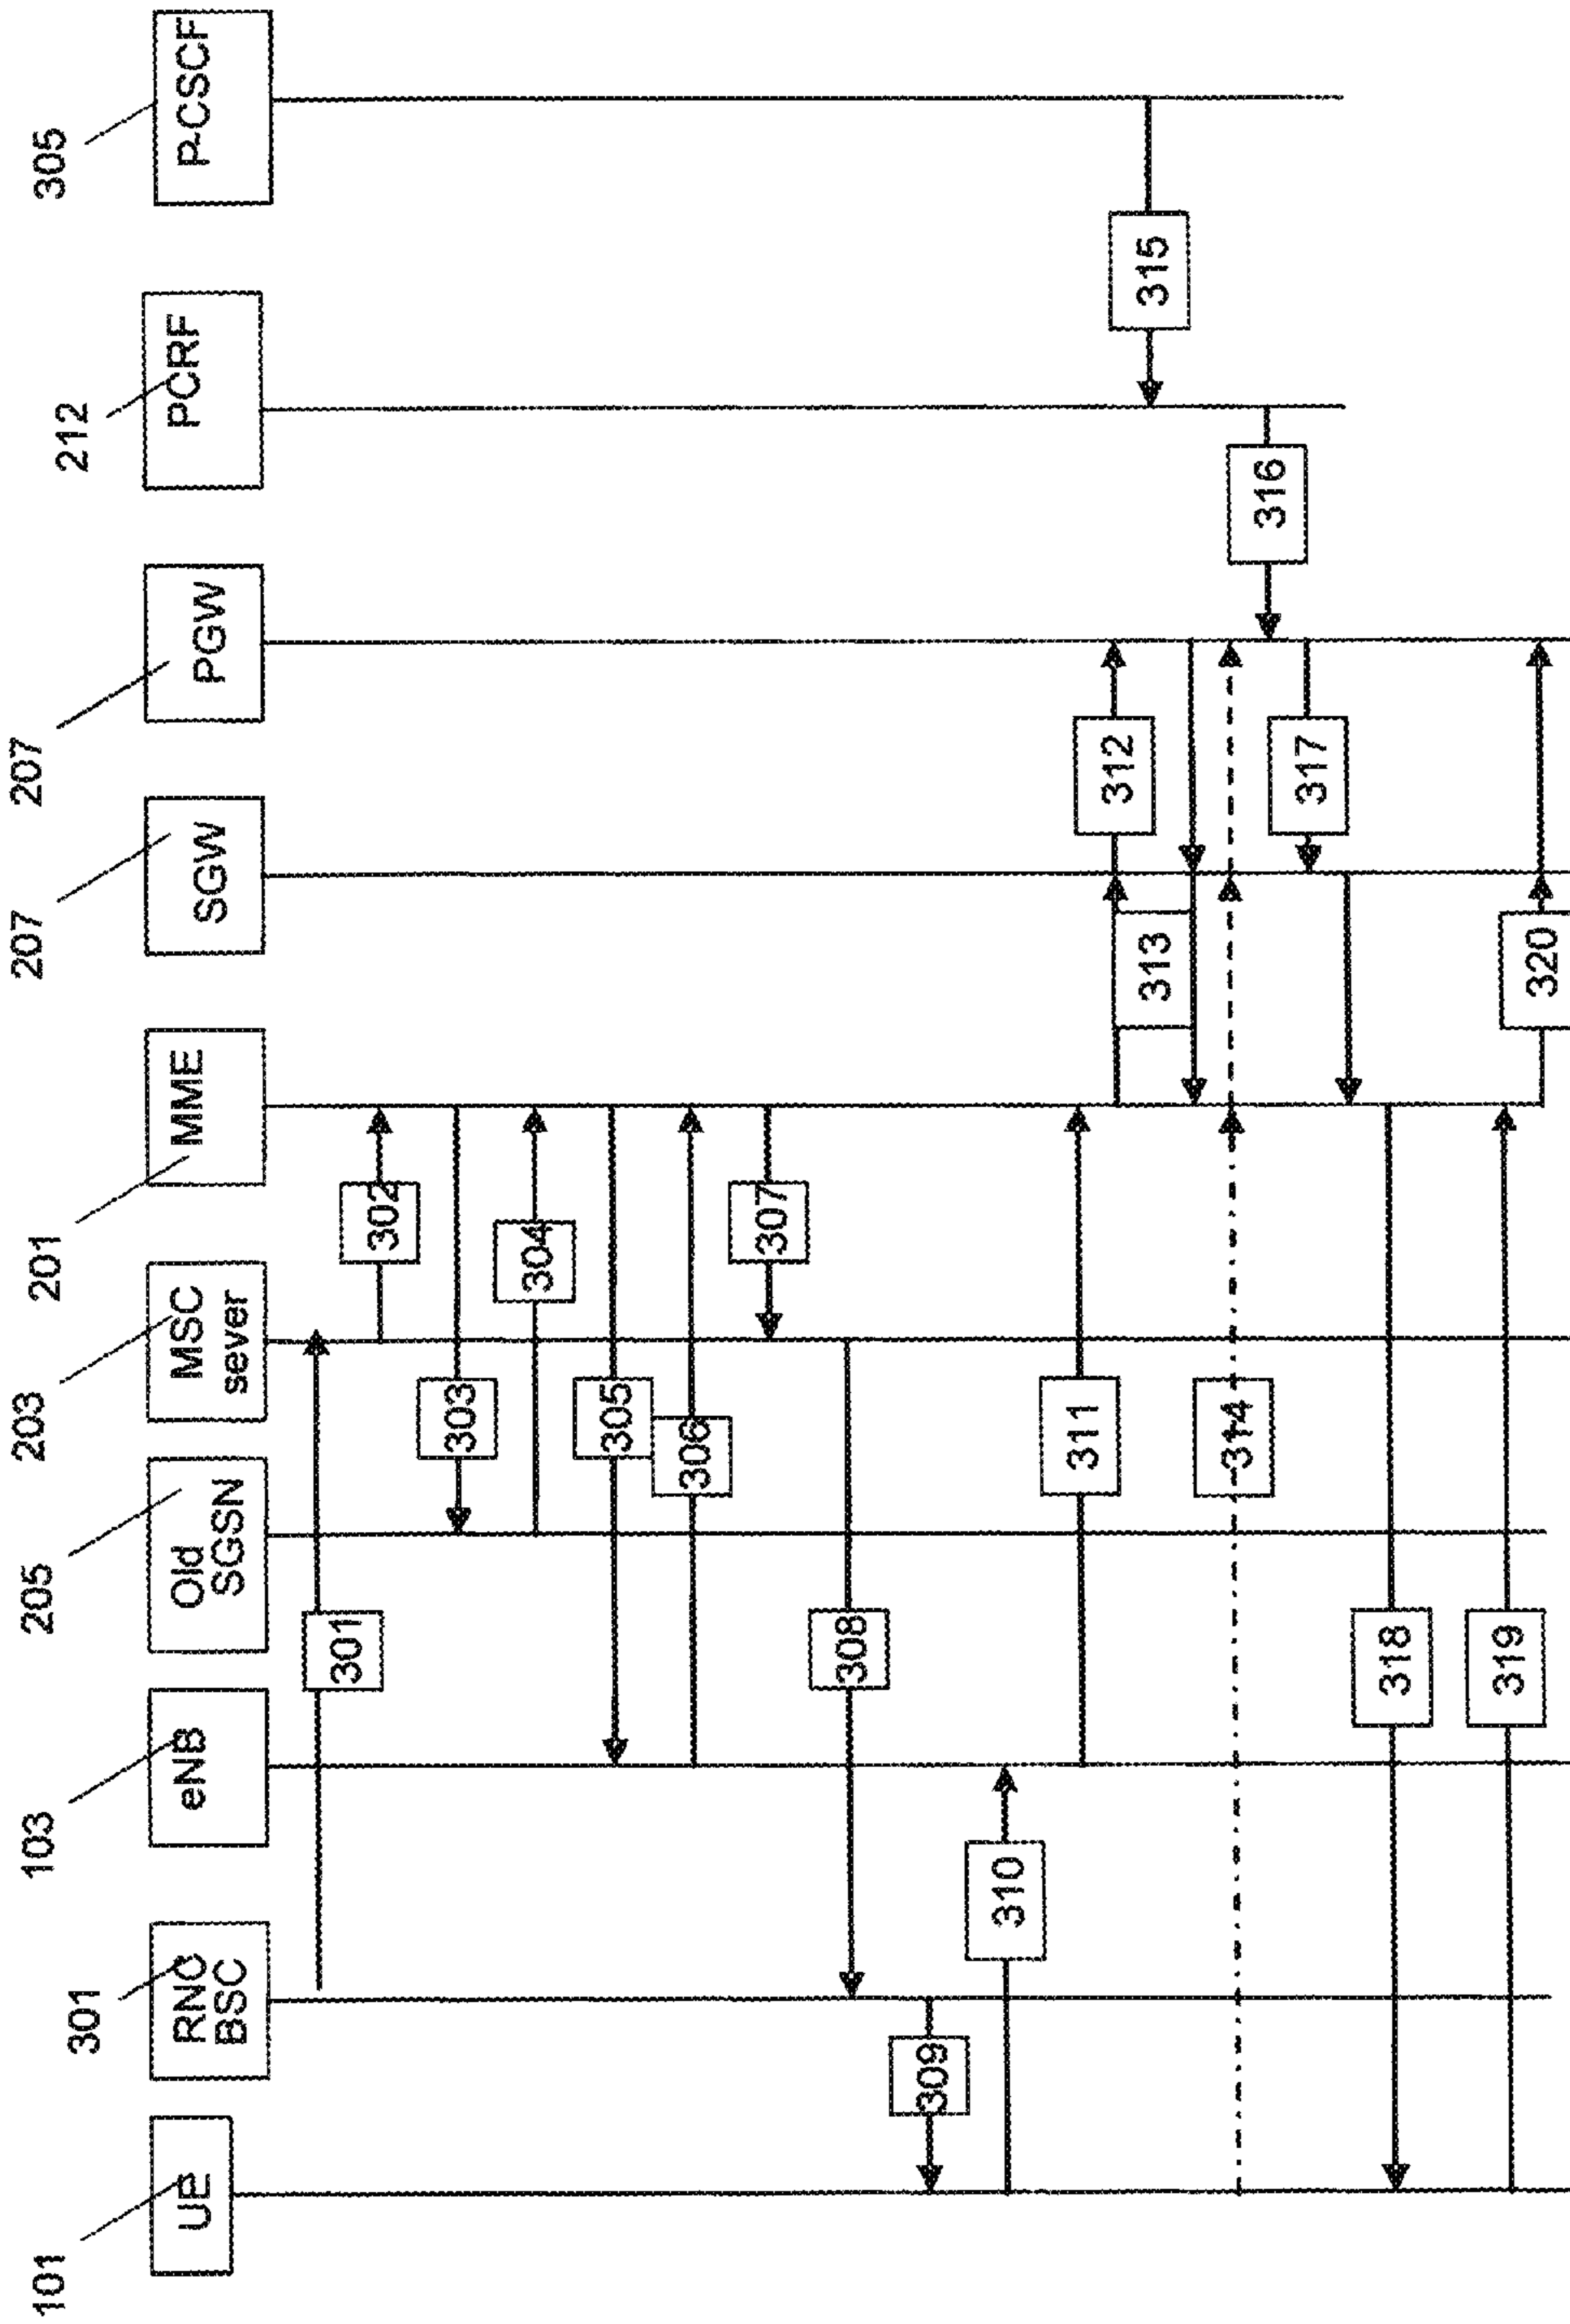 101
103
205
203
201
207
207
212
305
301
UE
RNC
BSC
eNB
Old
SGSN
MSC
sever
MME
SGW
PGW
PCRF
P-CSCF
301
302
303
304
305
306
307
308
309
310
311
312
313
314
315
316
317
318
319
320